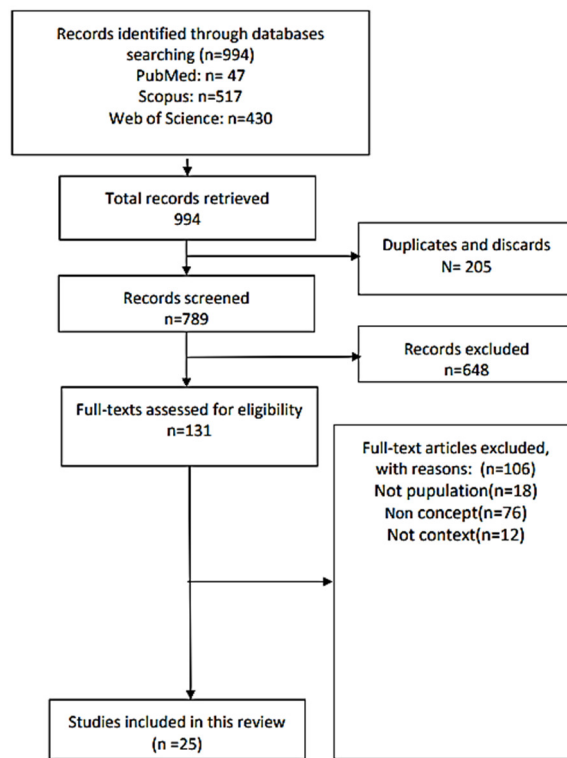 Records identified through databases
searching (n=994)
PubMed: n= 47
Scopus: n=517
Web of Science: n=430
Total records retrieved
994
Duplicates and discards
N= 205
Records screened
n=789
Records excluded
n=648
Full-texts assessed for eligibility
n=131
Full-text articles excluded,
with reasons: (n=106)
Not pupulation(n=18)
Non concept(n=76)
Not context(n=12)
Studies included in this review
(n =25)